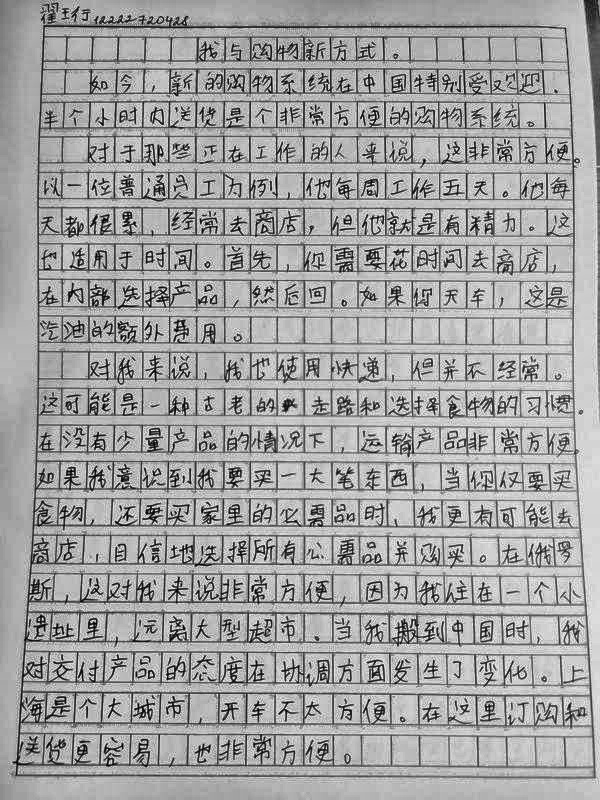 翟王行 12222720428
我与购物新方式。
如今，新的购物系统在中国特别受欢迎.
半个小时内送货是个非常方便的购物系统。
对于那些正在工作的人来说，这非常方便。
以一位普通员工为例，他每周工作五天。他每
天都很累，经常去商店，但他就是有精力。这
也适用于时间。首先，你需要花时间去商店，
在内部选择产品，然后回。如果你天车，这是
汽油的额外费用。
对我来说，我也使用快递，但并不经常。
这可能是一种古老的走路和选择食物的习惯。
在没有少量产品的情况下，运输产品非常方便。
如果我意识到我要买一大笔东西，当你仅要买
食物，还要买家里的必需品时，我更有可能去
商店，自信地选择所有必需品并购买。在俄罗
斯，这对我来说非常方便，因为我住在一个小
遗址里，远离大型超市.当我搬到中国时，我
对交付产品的态度在协调方面发生了变化。上
海是个大城市，开车不太方便。在这里订购和
送货更容易，也非常方便。